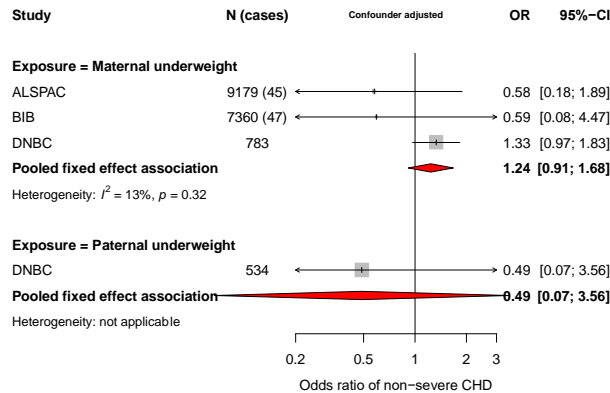 Study N (cases) Confounder adjusted OR 95%−CI
Exposure = Maternal underweight
ALSPAC 9179 (45) 0.58 [0.18; 1.89]
BIB 7360 (47) 0.59 [0.08; 4.47]
DNBC 783 1.33 [0.97; 1.83]
Pooled fixed effect association 1.24 [0.91; 1.68]
Heterogeneity: I² = 13%, p = 0.32
Exposure = Paternal underweight
DNBC 534 0.49 [0.07; 3.56]
Pooled fixed effect association 0.49 [0.07; 3.56]
Heterogeneity: not applicable
0.2 0.5 1 2 3
Odds ratio of non−severe CHD